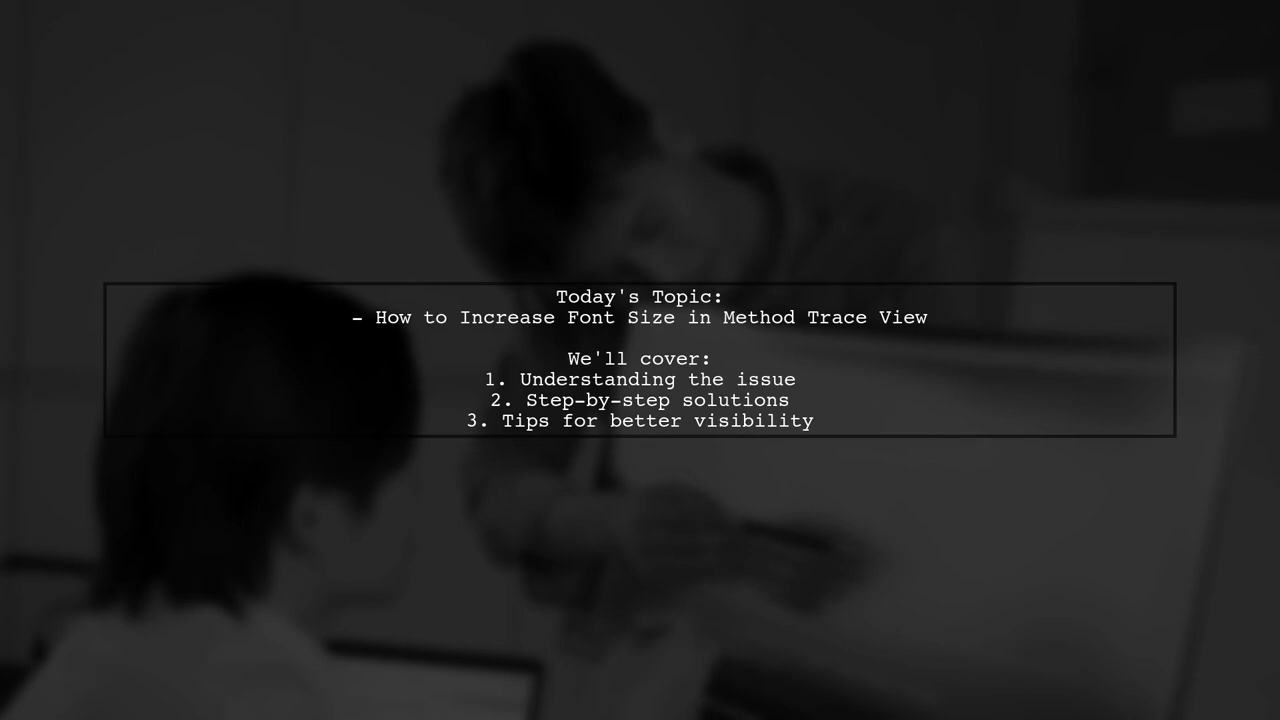 Today's Topic:
- How to Increase Font Size in Method Trace View
We'll cover:
1. Understanding the issue
2. Step-by-step solutions
3. Tips for better visibility